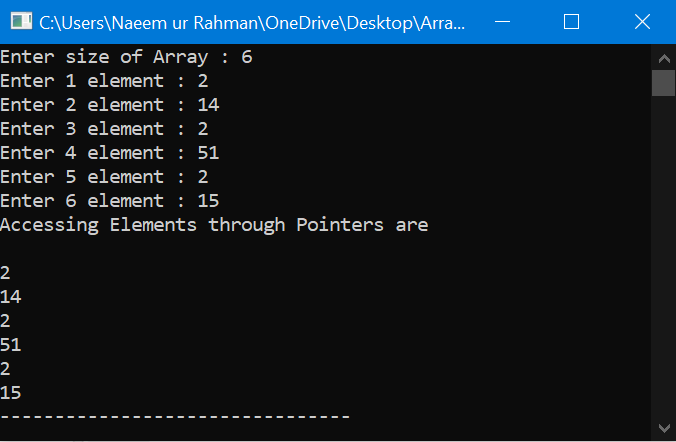 C:\Users\Naeem ur Rahman\OneDrive\Desktop\Arra...
Enter size of Array : 6
Enter 1 element : 2
Enter 2 element : 14
Enter 3 element : 2
Enter 4 element : 51
Enter 5 element : 2
Enter 6 element : 15
Accessing Elements through Pointers are
2
14
2
51
2
15
--------------------------------